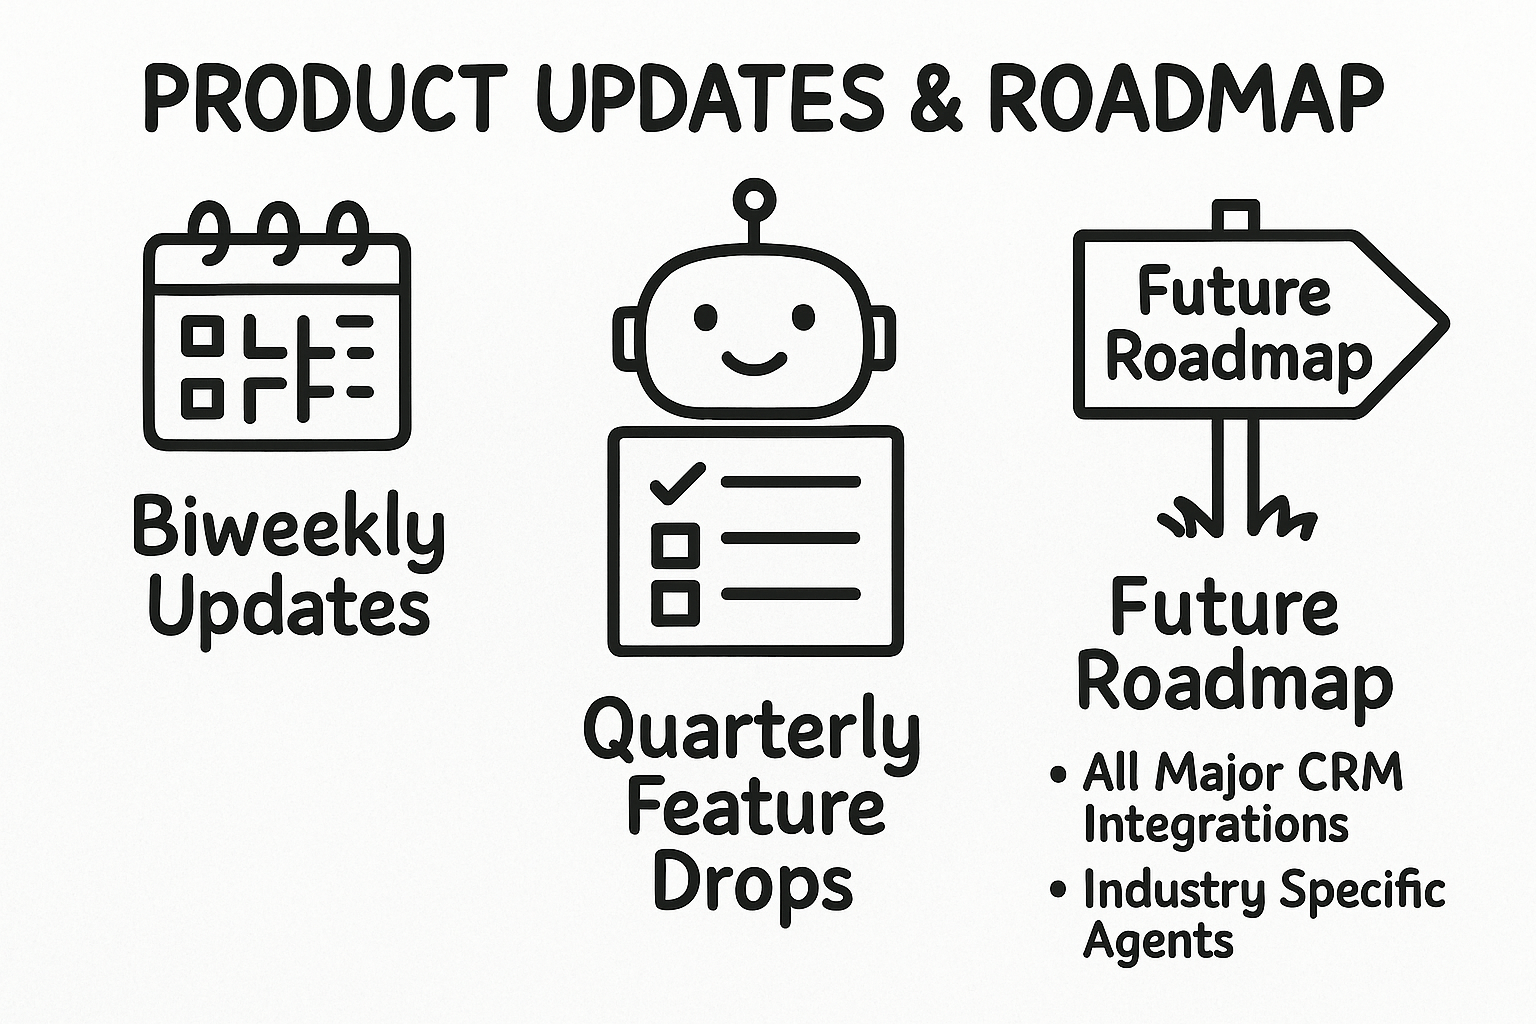 PRODUCT UPDATES & ROADMAP
Biweekly
Updates
Quarterly
Feature
Drops
Future
Roadmap
Future
Roadmap
• All Major CRM
Integrations
• Industry Specific
Agents